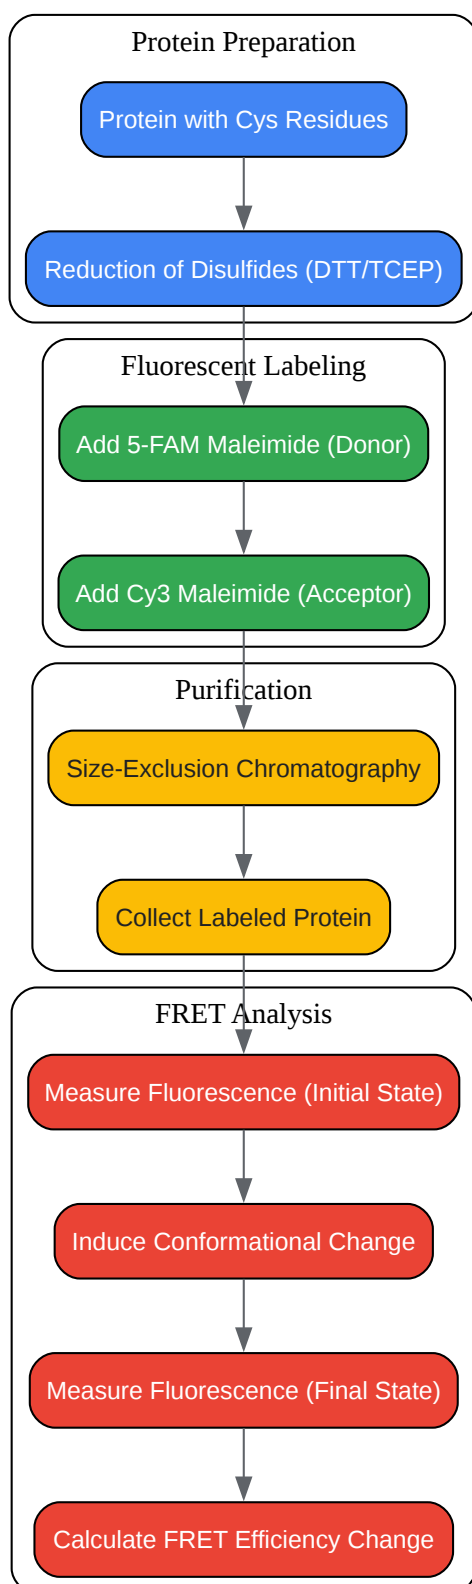 Protein Preparation
Protein with Cys Residues
Reduction of Disulfides (DTT/TCEP)
Fluorescent Labeling
Add 5-FAM Maleimide (Donor)
Add Cy3 Maleimide (Acceptor)
Purification
Size-Exclusion Chromatography
Collect Labeled Protein
FRET Analysis
Measure Fluorescence (Initial State)
Induce Conformational Change
Measure Fluorescence (Final State)
Calculate FRET Efficiency Change